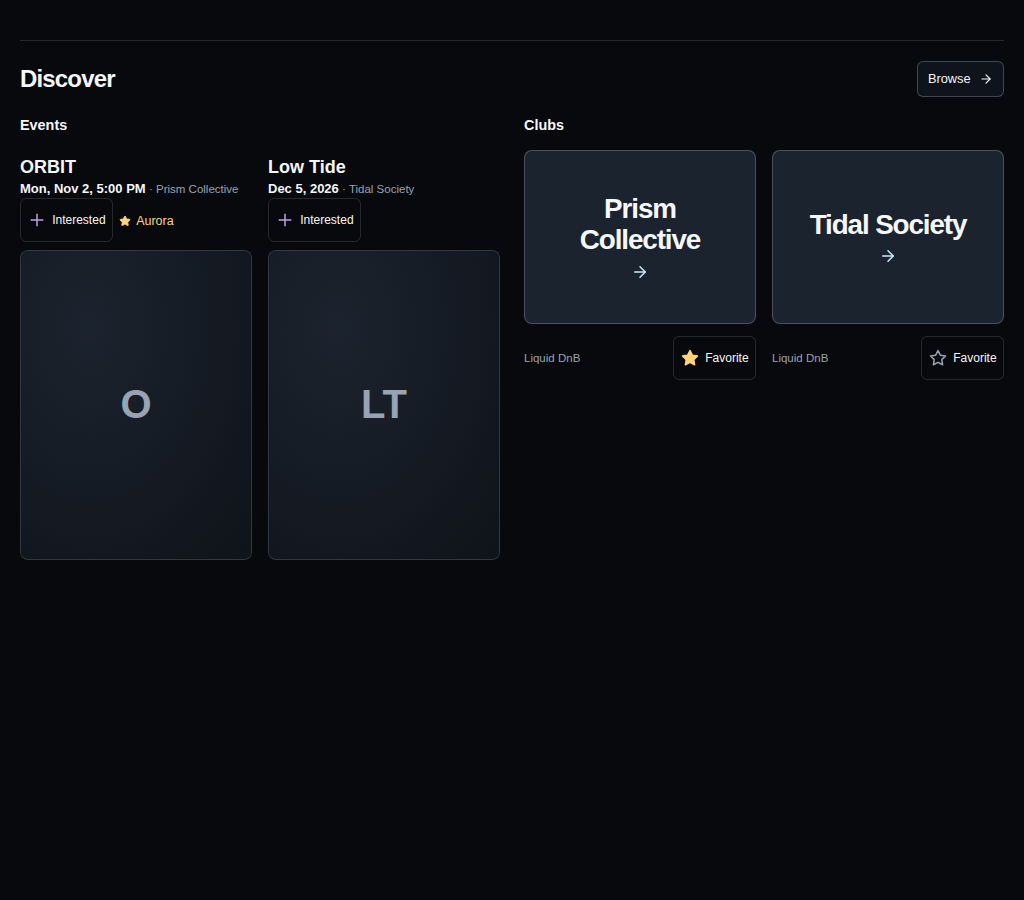 Discover
Browse
Events
ORBIT
Mon, Nov 2, 5:00 PM · Prism Collective
Interested
Aurora
O
Low Tide
Dec 5, 2026 · Tidal Society
Interested
LT
Clubs
Prism
Collective
Liquid DnB
Favorite
Tidal Society
Liquid DnB
Favorite